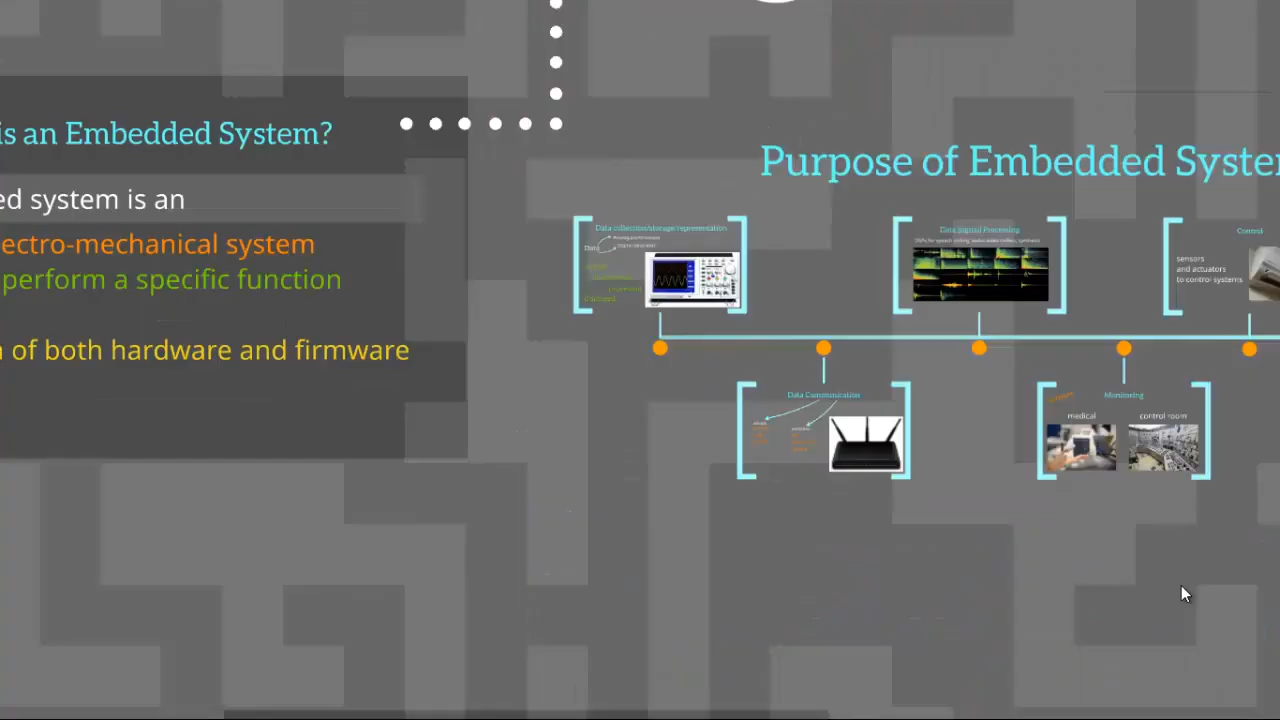 is an Embedded System?
ed system is an
ectro-mechanical system
perform a specific function
of both hardware and firmware
Purpose of Embedded System
Data collection/storage/representation
Data
Data Signal Processing
Control
sensors
and actuators
to control systems
Data Communication
Monitoring
medical
control room